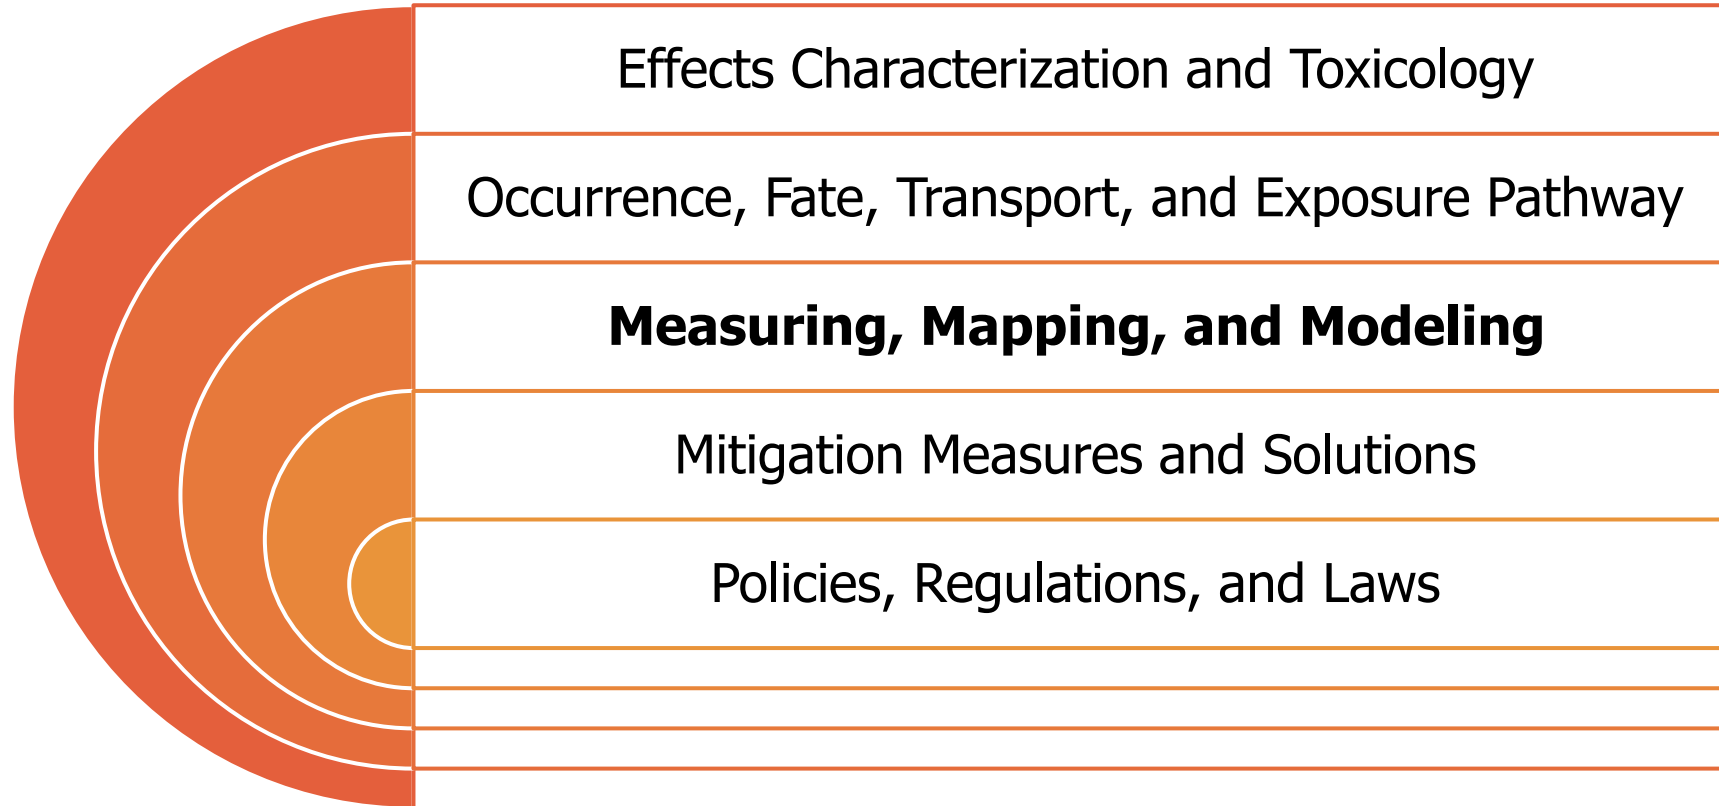 Effects Characterization and Toxicology
Occurrence, Fate, Transport, and Exposure Pathway
Measuring, Mapping, and Modeling
Mitigation Measures and Solutions
Policies, Regulations, and Laws